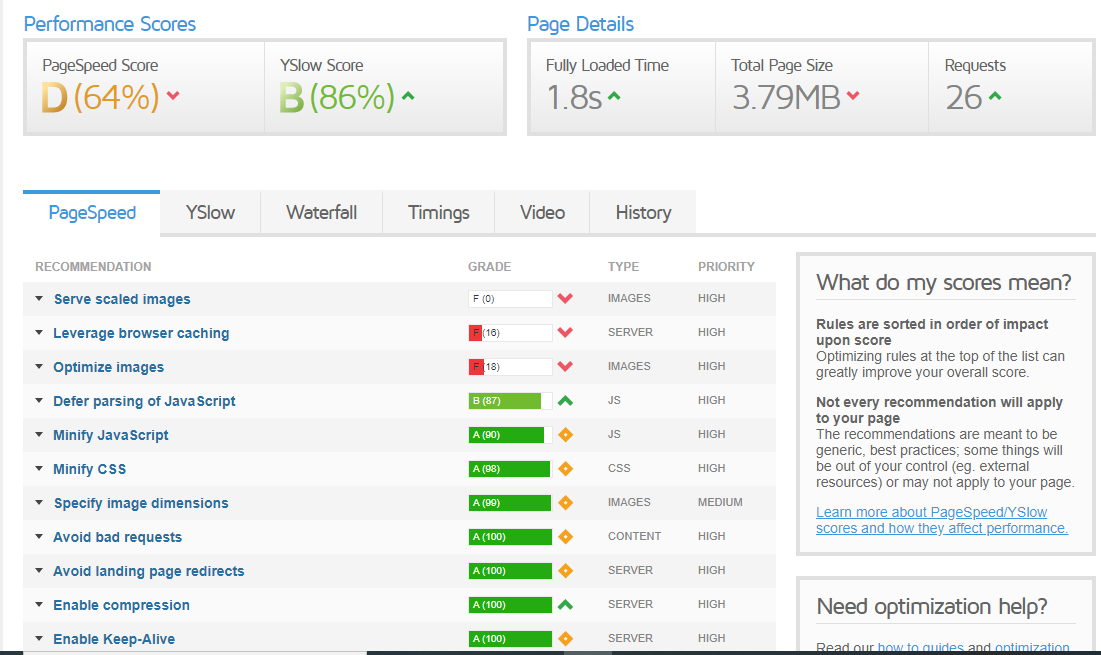 Performance Scores
Page Details
PageSpeed Score
D (64%)
YSlow Score
B (86%)
Fully Loaded Time
1.8s
Total Page Size
3.79MB
Requests
26
PageSpeed YSlow Waterfall Timings Video History
RECOMMENDATION GRADE TYPE PRIORITY
Serve scaled images F (0) IMAGES HIGH
Leverage browser caching F (16) SERVER HIGH
Optimize images F (18) IMAGES HIGH
Defer parsing of JavaScript B (87) JS HIGH
Minify JavaScript A (90) JS HIGH
Minify CSS A (98) CSS HIGH
Specify image dimensions A (99) IMAGES MEDIUM
Avoid bad requests A (100) CONTENT HIGH
Avoid landing page redirects A (100) SERVER HIGH
Enable compression A (100) SERVER HIGH
Enable Keep-Alive A (100) SERVER HIGH
What do my scores mean?
Rules are sorted in order of impact
upon score
Optimizing rules at the top of the list can
greatly improve your overall score.
Not every recommendation will apply
to your page
The recommendations are meant to be
generic, best practices; some things will
be out of your control (eg. external
resources) or may not apply to your page.
Learn more about PageSpeed/YSlow
scores and how they affect performance.
Need optimization help?
Read our how to guides and optimization